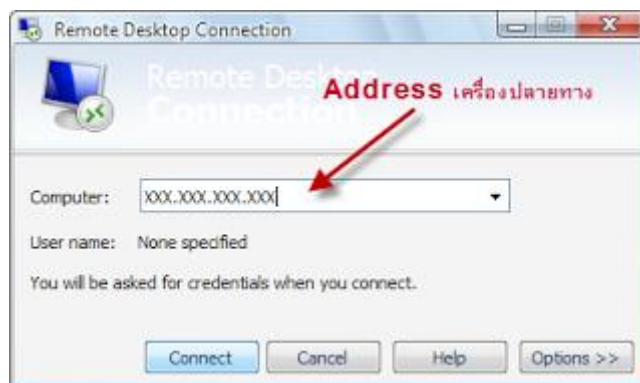 Remote Desktop Connection
Remote Desktop
Connection
Address เครื่องปลายทาง
Computer: XXX.XXX.XXX.XXX
User name: None specified
You will be asked for credentials when you connect.
Connect Cancel Help Options >>